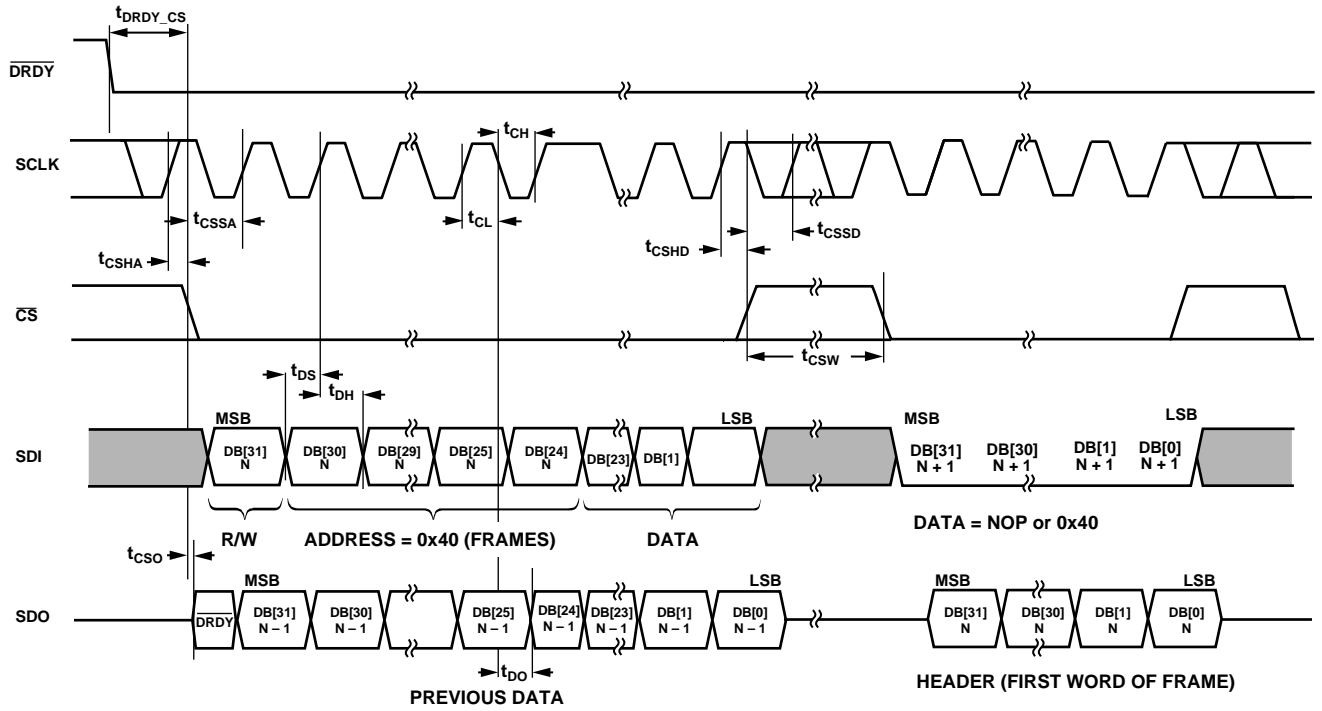 tDRDY_CS
DRDY
tCH
SCLK
tCSSA
tCL
tCSSD
tCSHD
tCSHA
CS
tCSW
tDS
tDH
MSB
LSB
MSB
LSB
SDI
DB[31]
N
DB[30]
N
DB[29]
N
DB[25]
N
DB[24]
N
DB[23]
DB[1]
DB[31]
N + 1
DB[30]
N + 1
DB[1]
N + 1
DB[0]
N + 1
R/W
ADDRESS = 0x40 (FRAMES)
DATA
DATA = NOP or 0x40
tCSO
MSB
LSB
MSB
LSB
SDO
DRDY
DB[31]
N – 1
DB[30]
N – 1
DB[25]
N – 1
DB[24]
N – 1
DB[23]
N – 1
DB[1]
N – 1
DB[0]
N – 1
DB[31]
N
DB[30]
N
DB[1]
N
DB[0]
N
tDO
PREVIOUS DATA
HEADER (FIRST WORD OF FRAME)